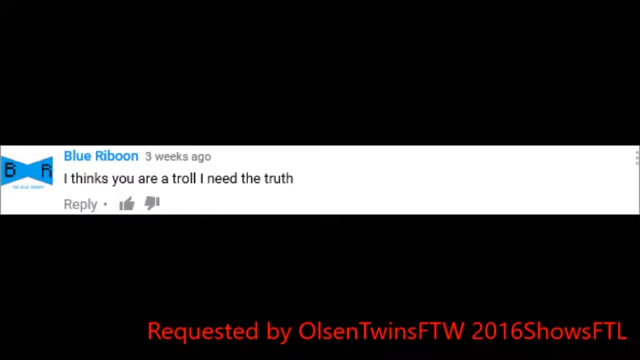 Blue Riboon 3 weeks ago
B R
I thinks you are a troll I need the truth
Reply •
Requested by OlsenTwinsFTW 2016ShowsFTL